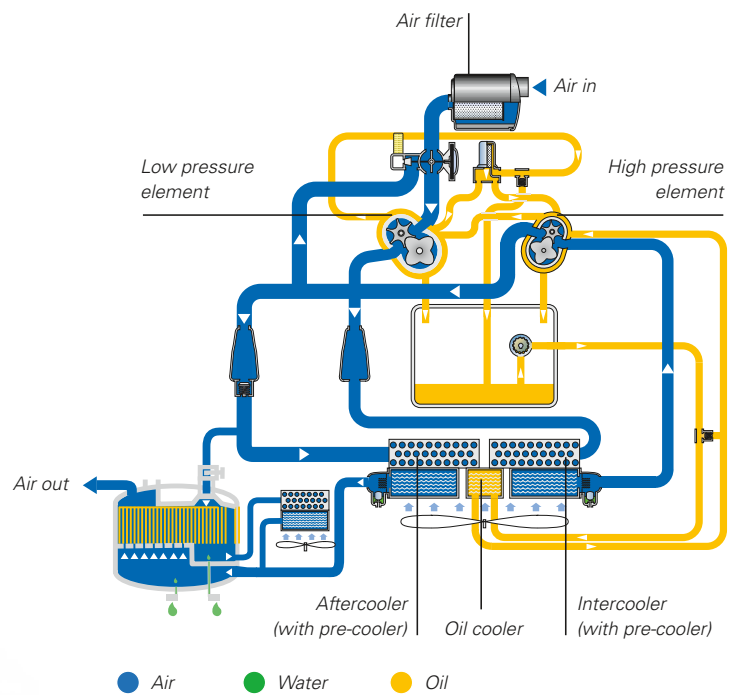 Air filter
Air in
Low pressure
element
High pressure
element
Air out
Aftercooler
(with pre-cooler)
Oil cooler
Intercooler
(with pre-cooler)
Air
Water
Oil